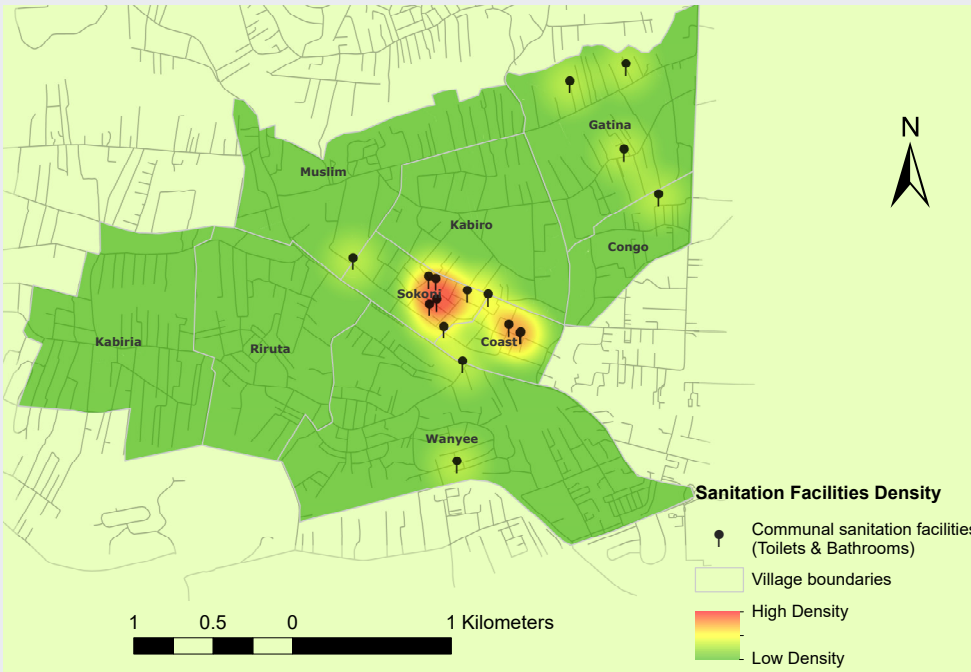 Gatina
N
Muslim
Kabiro
Congo
Sokoni
Kabiria
Riruta
Coast
Wanyee
Sanitation Facilities Density
Communal sanitation facilities
(Toilets & Bathrooms)
Village boundaries
High Density
Low Density
1 0.5 0 1 Kilometers